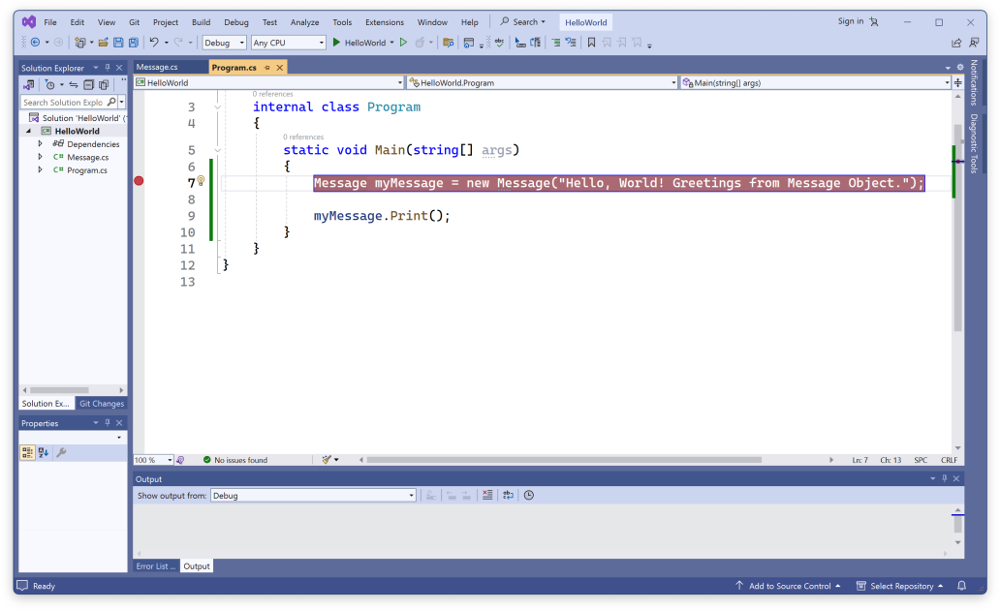 File Edit View Git Project Build Debug Test Analyze Tools Extensions Window Help Search HelloWorld Sign in
Debug Any CPU HelloWorld
Solution Explorer
Search Solution Explo
Solution 'HelloWorld' (
HelloWorld
Dependencies
C# Message.cs
C# Program.cs
Solution Ex... Git Changes
Properties
Message.cs Program.cs
HelloWorld HelloWorld.Program Main(string[] args)
0 references
3 internal class Program
4 {
0 references
5 static void Main(string[] args)
6 {
7 Message myMessage = new Message("Hello, World! Greetings from Message Object.");
8
9 myMessage.Print();
10 }
11 }
12 }
13
100 % No issues found Ln: 7 Ch: 13 SPC CRLF
Output
Show output from: Debug
Error List ... Output
Notifications
Diagnostic Tools
Ready Add to Source Control Select Repository